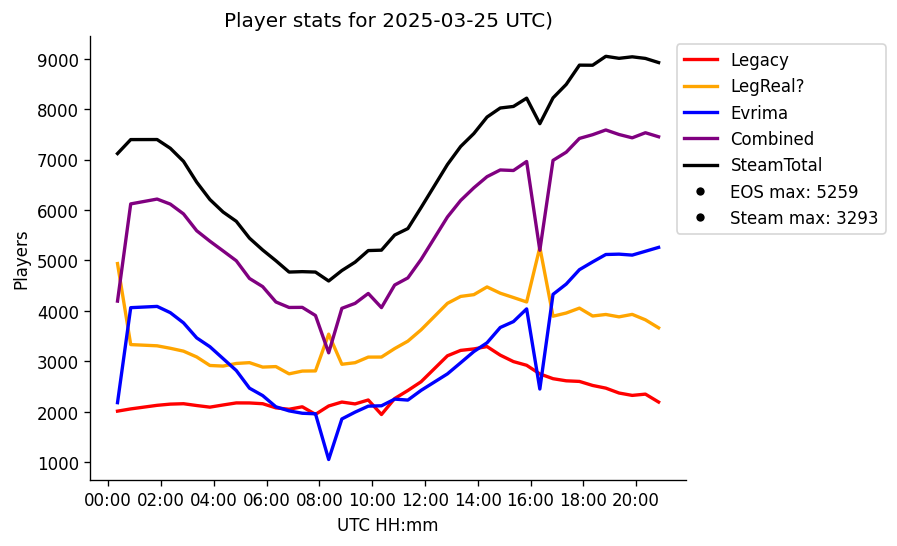 Player stats for 2025-03-25 UTC)
Legacy
LegReal?
Evrima
Combined
SteamTotal
EOS max: 5259
Steam max: 3293
Players
9000
8000
7000
6000
5000
4000
3000
2000
1000
00:00 02:00 04:00 06:00 08:00 10:00 12:00 14:00 16:00 18:00 20:00
UTC HH:mm